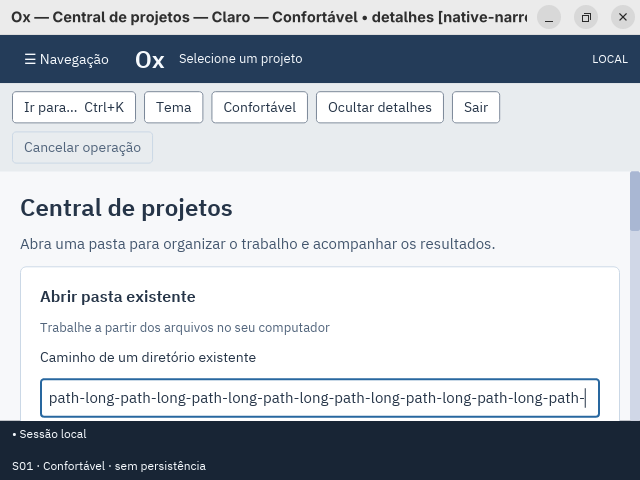 Ox — Central de projetos — Claro — Confortável • detalhes [native-narr
☰ Navegação Ox Selecione um projeto LOCAL
Ir para... Ctrl+K Tema Confortável Ocultar detalhes Sair
Cancelar operação
Central de projetos
Abra uma pasta para organizar o trabalho e acompanhar os resultados.
Abrir pasta existente
Trabalhe a partir dos arquivos no seu computador
Caminho de um diretório existente
path-long-path-long-path-long-path-long-path-long-path-long-path-long-path-
• Sessão local
S01 · Confortável · sem persistência